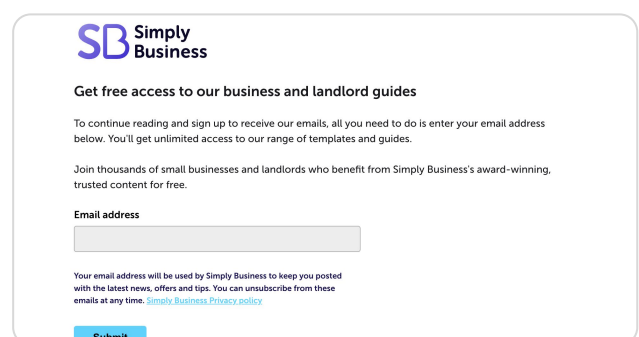 SB Simply
Business
Get free access to our business and landlord guides
To continue reading and sign up to receive our emails, all you need to do is enter your email address
below. You'll get unlimited access to our range of templates and guides.
Join thousands of small businesses and landlords who benefit from Simply Business's award-winning,
trusted content for free.
Email address
Your email address will be used by Simply Business to keep you posted
with the latest news, offers and tips. You can unsubscribe from these
emails at any time. Simply Business Privacy policy
Submit